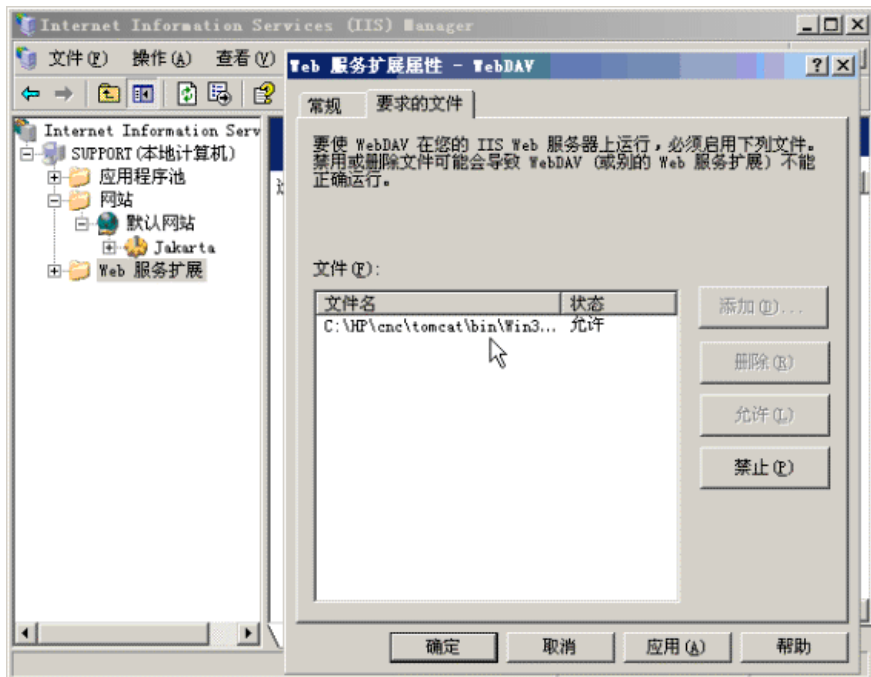 Internet Information Services (IIS) Manager
文件(F) 操作(A) 查看(V)
Internet Information Serv
SUPPORT(本地计算机)
应用程序池
网站
默认网站
Jakarta
Web 服务扩展
Web 服务扩展属性 - WebDAV
常规 要求的文件
要使 WebDAV 在您的 IIS Web 服务器上运行，必须启用下列文件。
禁用或删除文件可能会导致 WebDAV (或别的 Web 服务扩展) 不能
正确运行。
文件(F):
文件名 状态
C:\HP\cnc\tomcat\bin\Win3... 允许
添加(D)...
删除(R)
允许(L)
禁止(P)
确定 取消 应用(A) 帮助